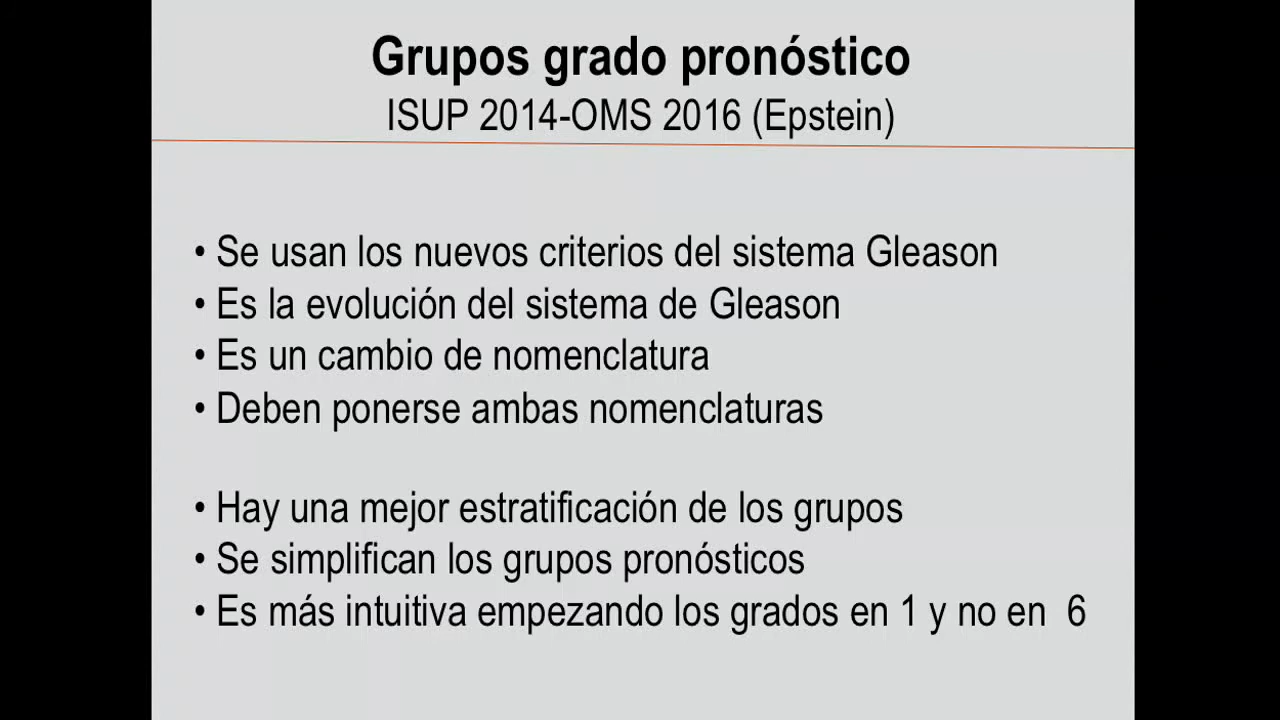 Grupos grado pronóstico
ISUP 2014-OMS 2016 (Epstein)
• Se usan los nuevos criterios del sistema Gleason
• Es la evolución del sistema de Gleason
• Es un cambio de nomenclatura
• Deben ponerse ambas nomenclaturas
• Hay una mejor estratificación de los grupos
• Se simplifican los grupos pronósticos
• Es más intuitiva empezando los grados en 1 y no en 6